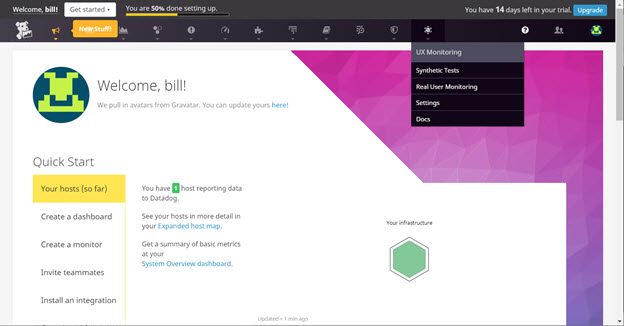 Welcome, bill!
Get started
You are 50% done setting up.
You have 14 days left in your trial.
Upgrade
New Stuff!
UX Monitoring
Synthetic Tests
Real User Monitoring
Settings
Docs
Welcome, bill!
We pull in avatars from Gravatar. You can update yours here!
Quick Start
Your hosts (so far)
Create a dashboard
Create a monitor
Invite teammates
Install an integration
You have 1 host reporting data
to Datadog.
See your hosts in more detail in
your Expanded host map.
Get a summary of basic metrics
at your
System Overview dashboard.
Your infrastructure
Updated < 1 min ago